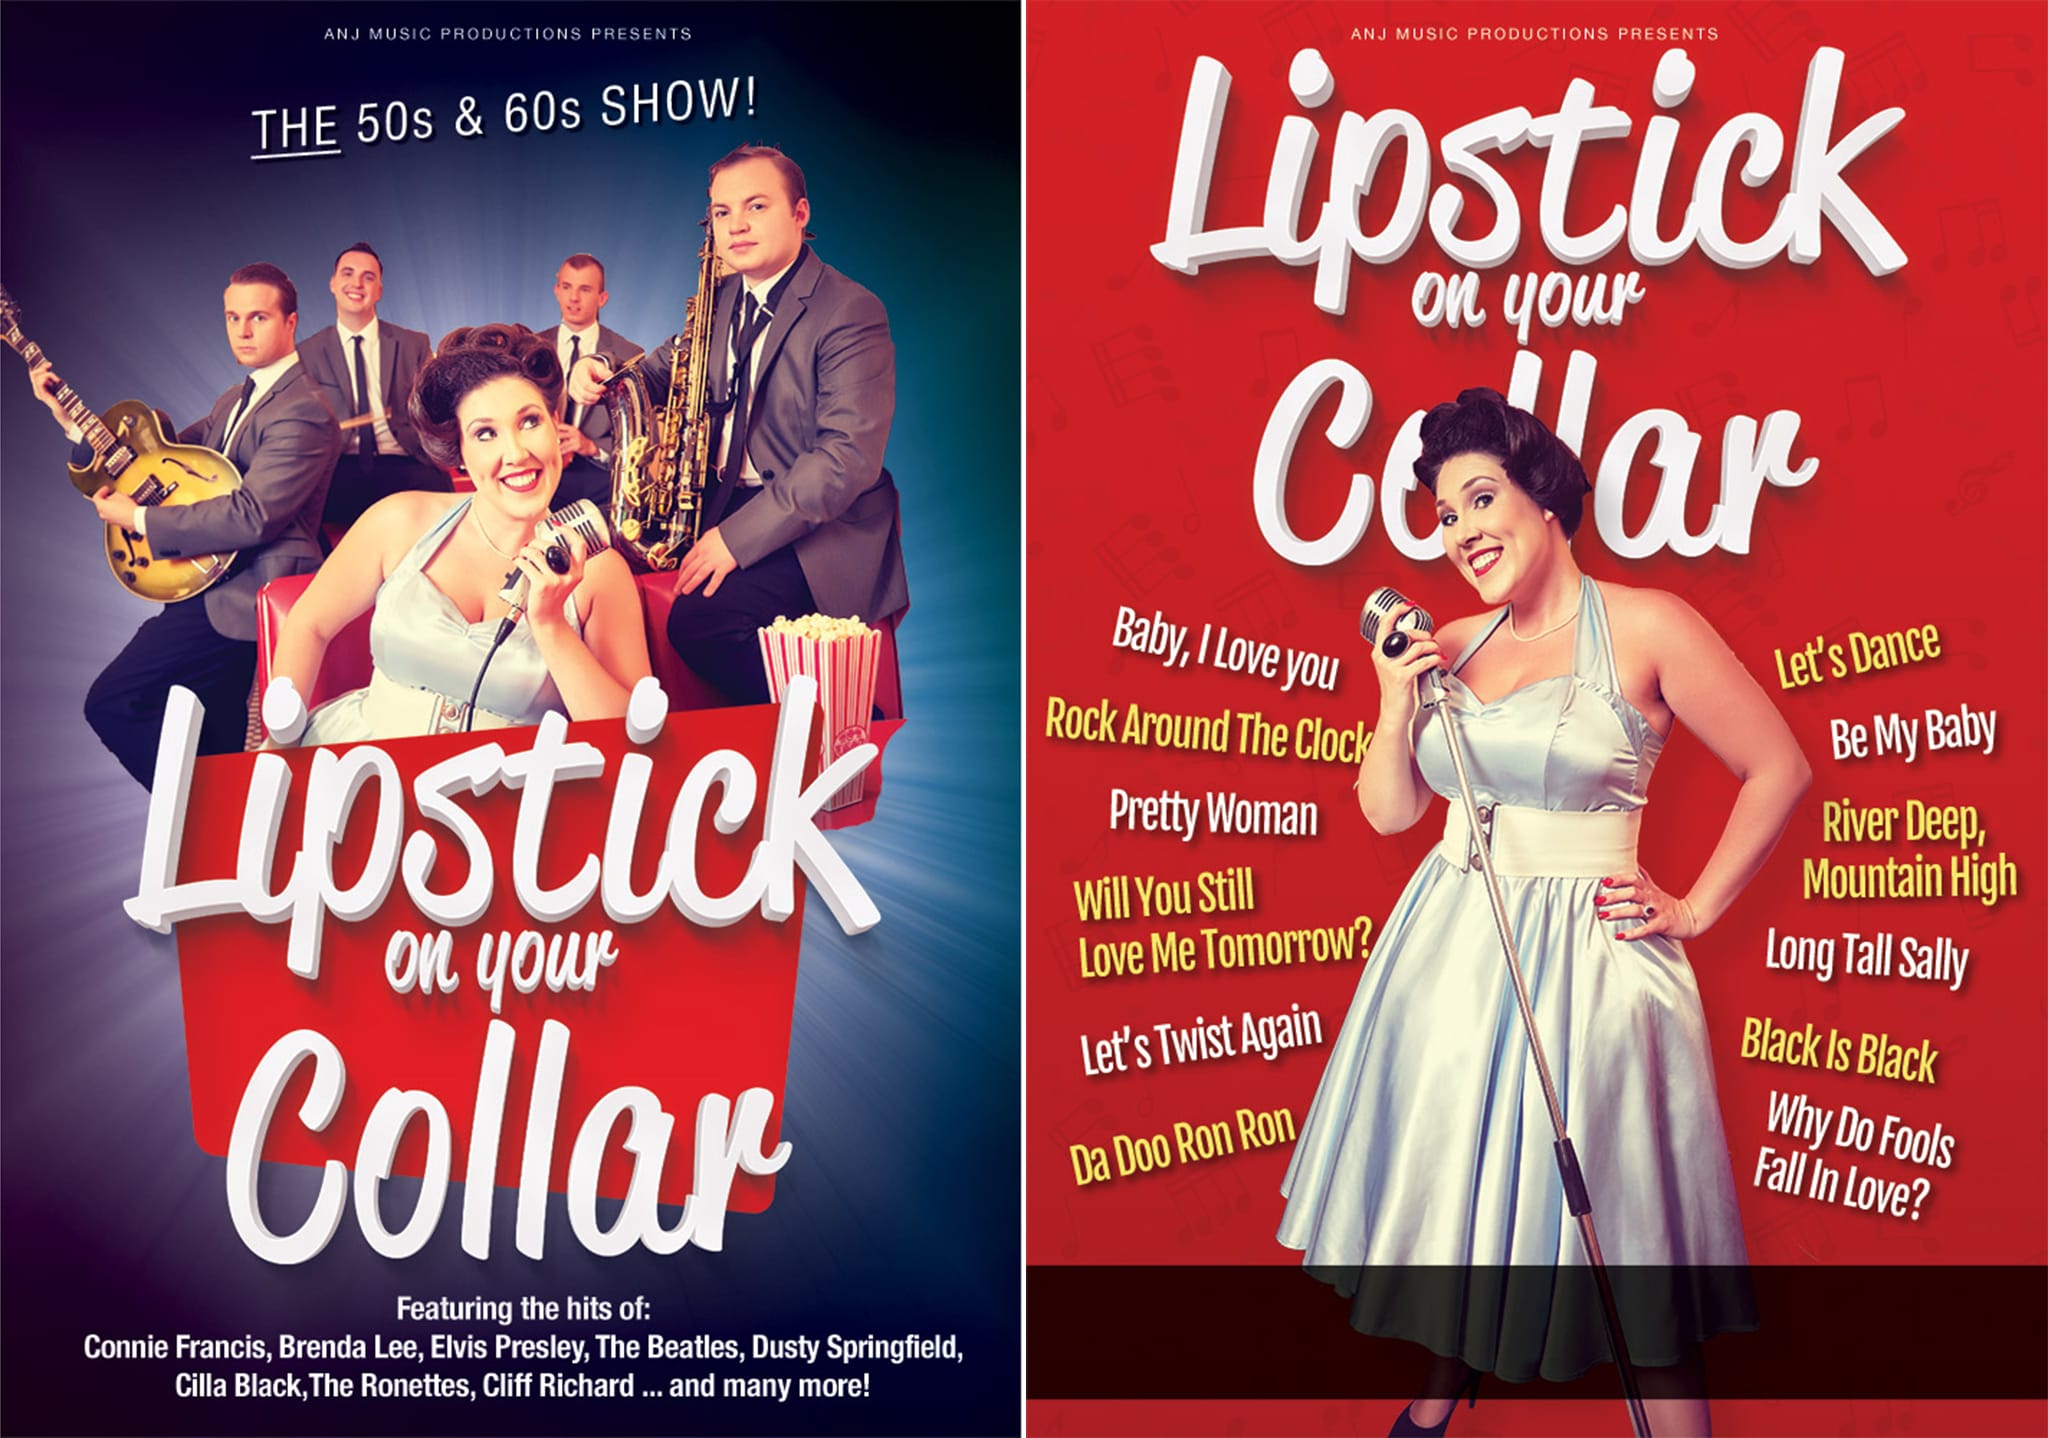 ANJ MUSIC PRODUCTIONS PRESENTS
THE 50s & 60s SHOW!
Lipstick
on your
Collar
Featuring the hits of:
Connie Francis, Brenda Lee, Elvis Presley, The Beatles, Dusty Springfield,
Cilla Black,The Ronettes, Cliff Richard ... and many more!
ANJ MUSIC PRODUCTIONS PRESENTS
Lipstick
on your
Collar
Baby, I Love you
Rock Around The Clock
Pretty Woman
Will You Still
Love Me Tomorrow?
Let's Twist Again
Da Doo Ron Ron
Let's Dance
Be My Baby
River Deep,
Mountain High
Long Tall Sally
Black Is Black
Why Do Fools
Fall In Love?